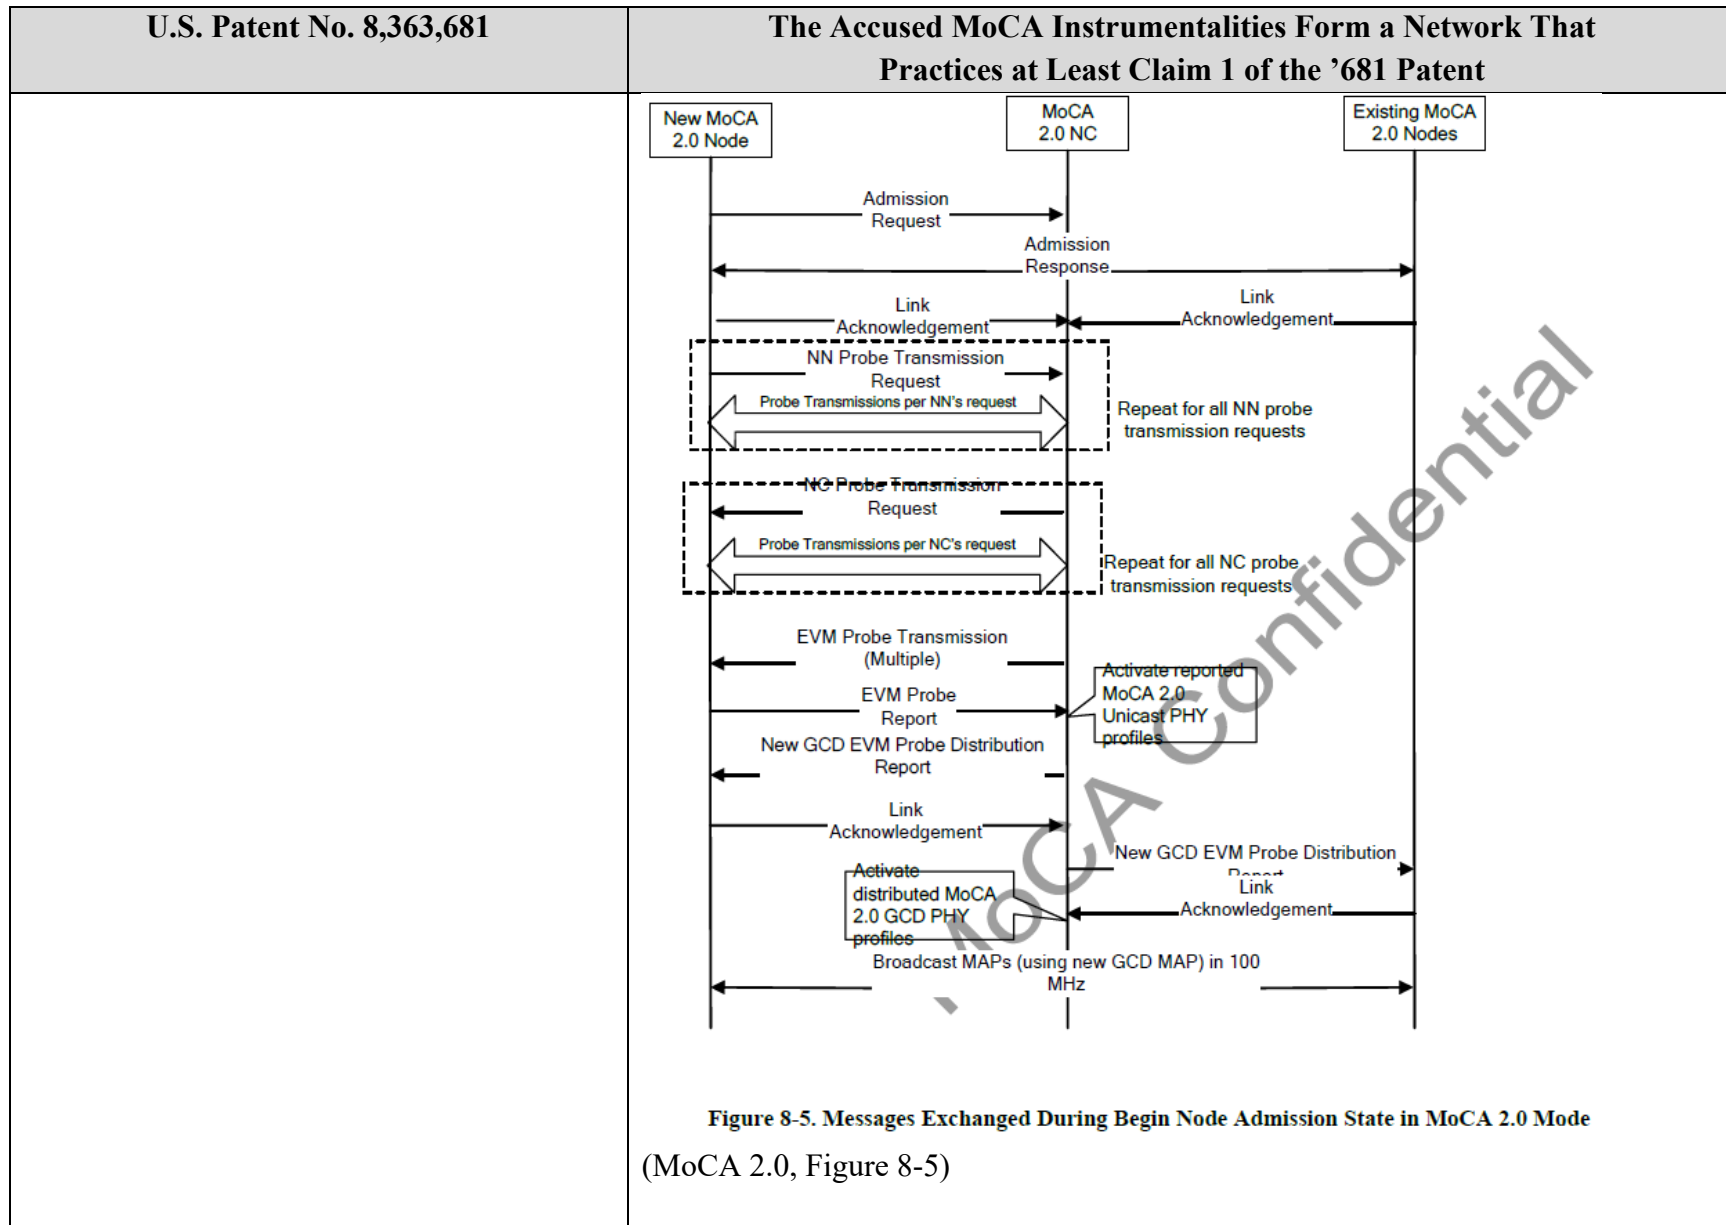 U.S. Patent No. 8,363,681
The Accused MoCA Instrumentalities Form a Network That
Practices at Least Claim 1 of the ’681 Patent
New MoCA
2.0 Node
MoCA
2.0 NC
Existing MoCA
2.0 Nodes
Admission
Request
Admission
Response
Link
Acknowledgement
Link
Acknowledgement
NN Probe Transmission
Request
Probe Transmissions per NN's request
Repeat for all NN probe
transmission requests
NC Probe Transmission
Request
Probe Transmissions per NC's request
Repeat for all NC probe
transmission requests
EVM Probe Transmission
(Multiple)
Activate reported
MoCA 2.0
Unicast PHY
profiles
EVM Probe
Report
New GCD EVM Probe Distribution
Report
Link
Acknowledgement
New GCD EVM Probe Distribution
Report
Activate
distributed MoCA
2.0 GCD PHY
profiles
Link
Acknowledgement
Broadcast MAPs (using new GCD MAP) in 100
MHz
MoCA Confidential
Figure 8-5. Messages Exchanged During Begin Node Admission State in MoCA 2.0 Mode
(MoCA 2.0, Figure 8-5)